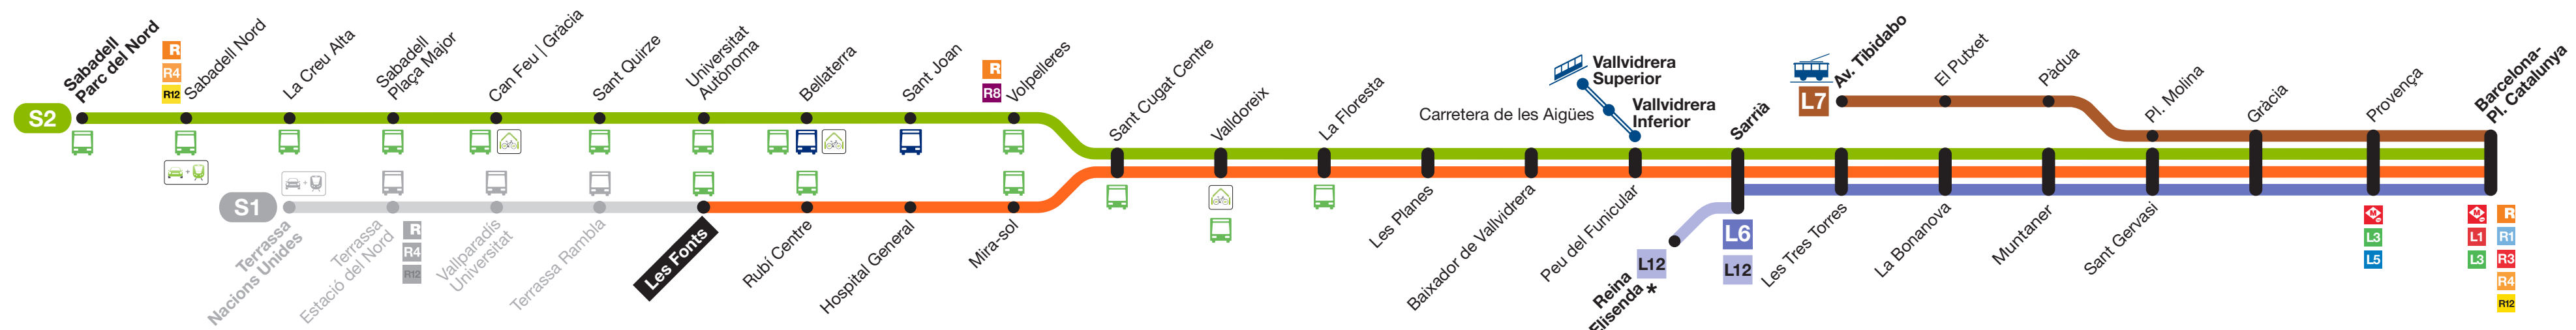 S2
Sabadell
Parc del Nord
R
R4
R12
Sabadell Nord
La Creu Alta
Sabadell
Plaça Major
Can Feu | Gràcia
Sant Quirze
Universitat
Autònoma
Bellaterra
Sant Joan
R
R8
Volpelleres
Sant Cugat Centre
Valldoreix
La Floresta
Carretera de les Aigües
Vallvidrera
Superior
Vallvidrera
Inferior
Sarrià
L7
Av. Tibidabo
El Putxet
Pàdua
Pl. Molina
Gràcia
Provença
Barcelona-
Pl. Catalunya
S1
Terrassa
Nacions Unides
Terrassa
Estació del Nord
R
R4
R12
Vallparadís
Universitat
Terrassa Rambla
Les Fonts
Rubí Centre
Hospital General
Mira-sol
Les Planes
Baixador de Vallvidrera
Peu del Funicular
Reina
Elisenda *
L12
L6
L12
Les Tres Torres
La Bonanova
Muntaner
Sant Gervasi
M
L3
L5
M
L1
L3
R
R1
R3
R4
R12